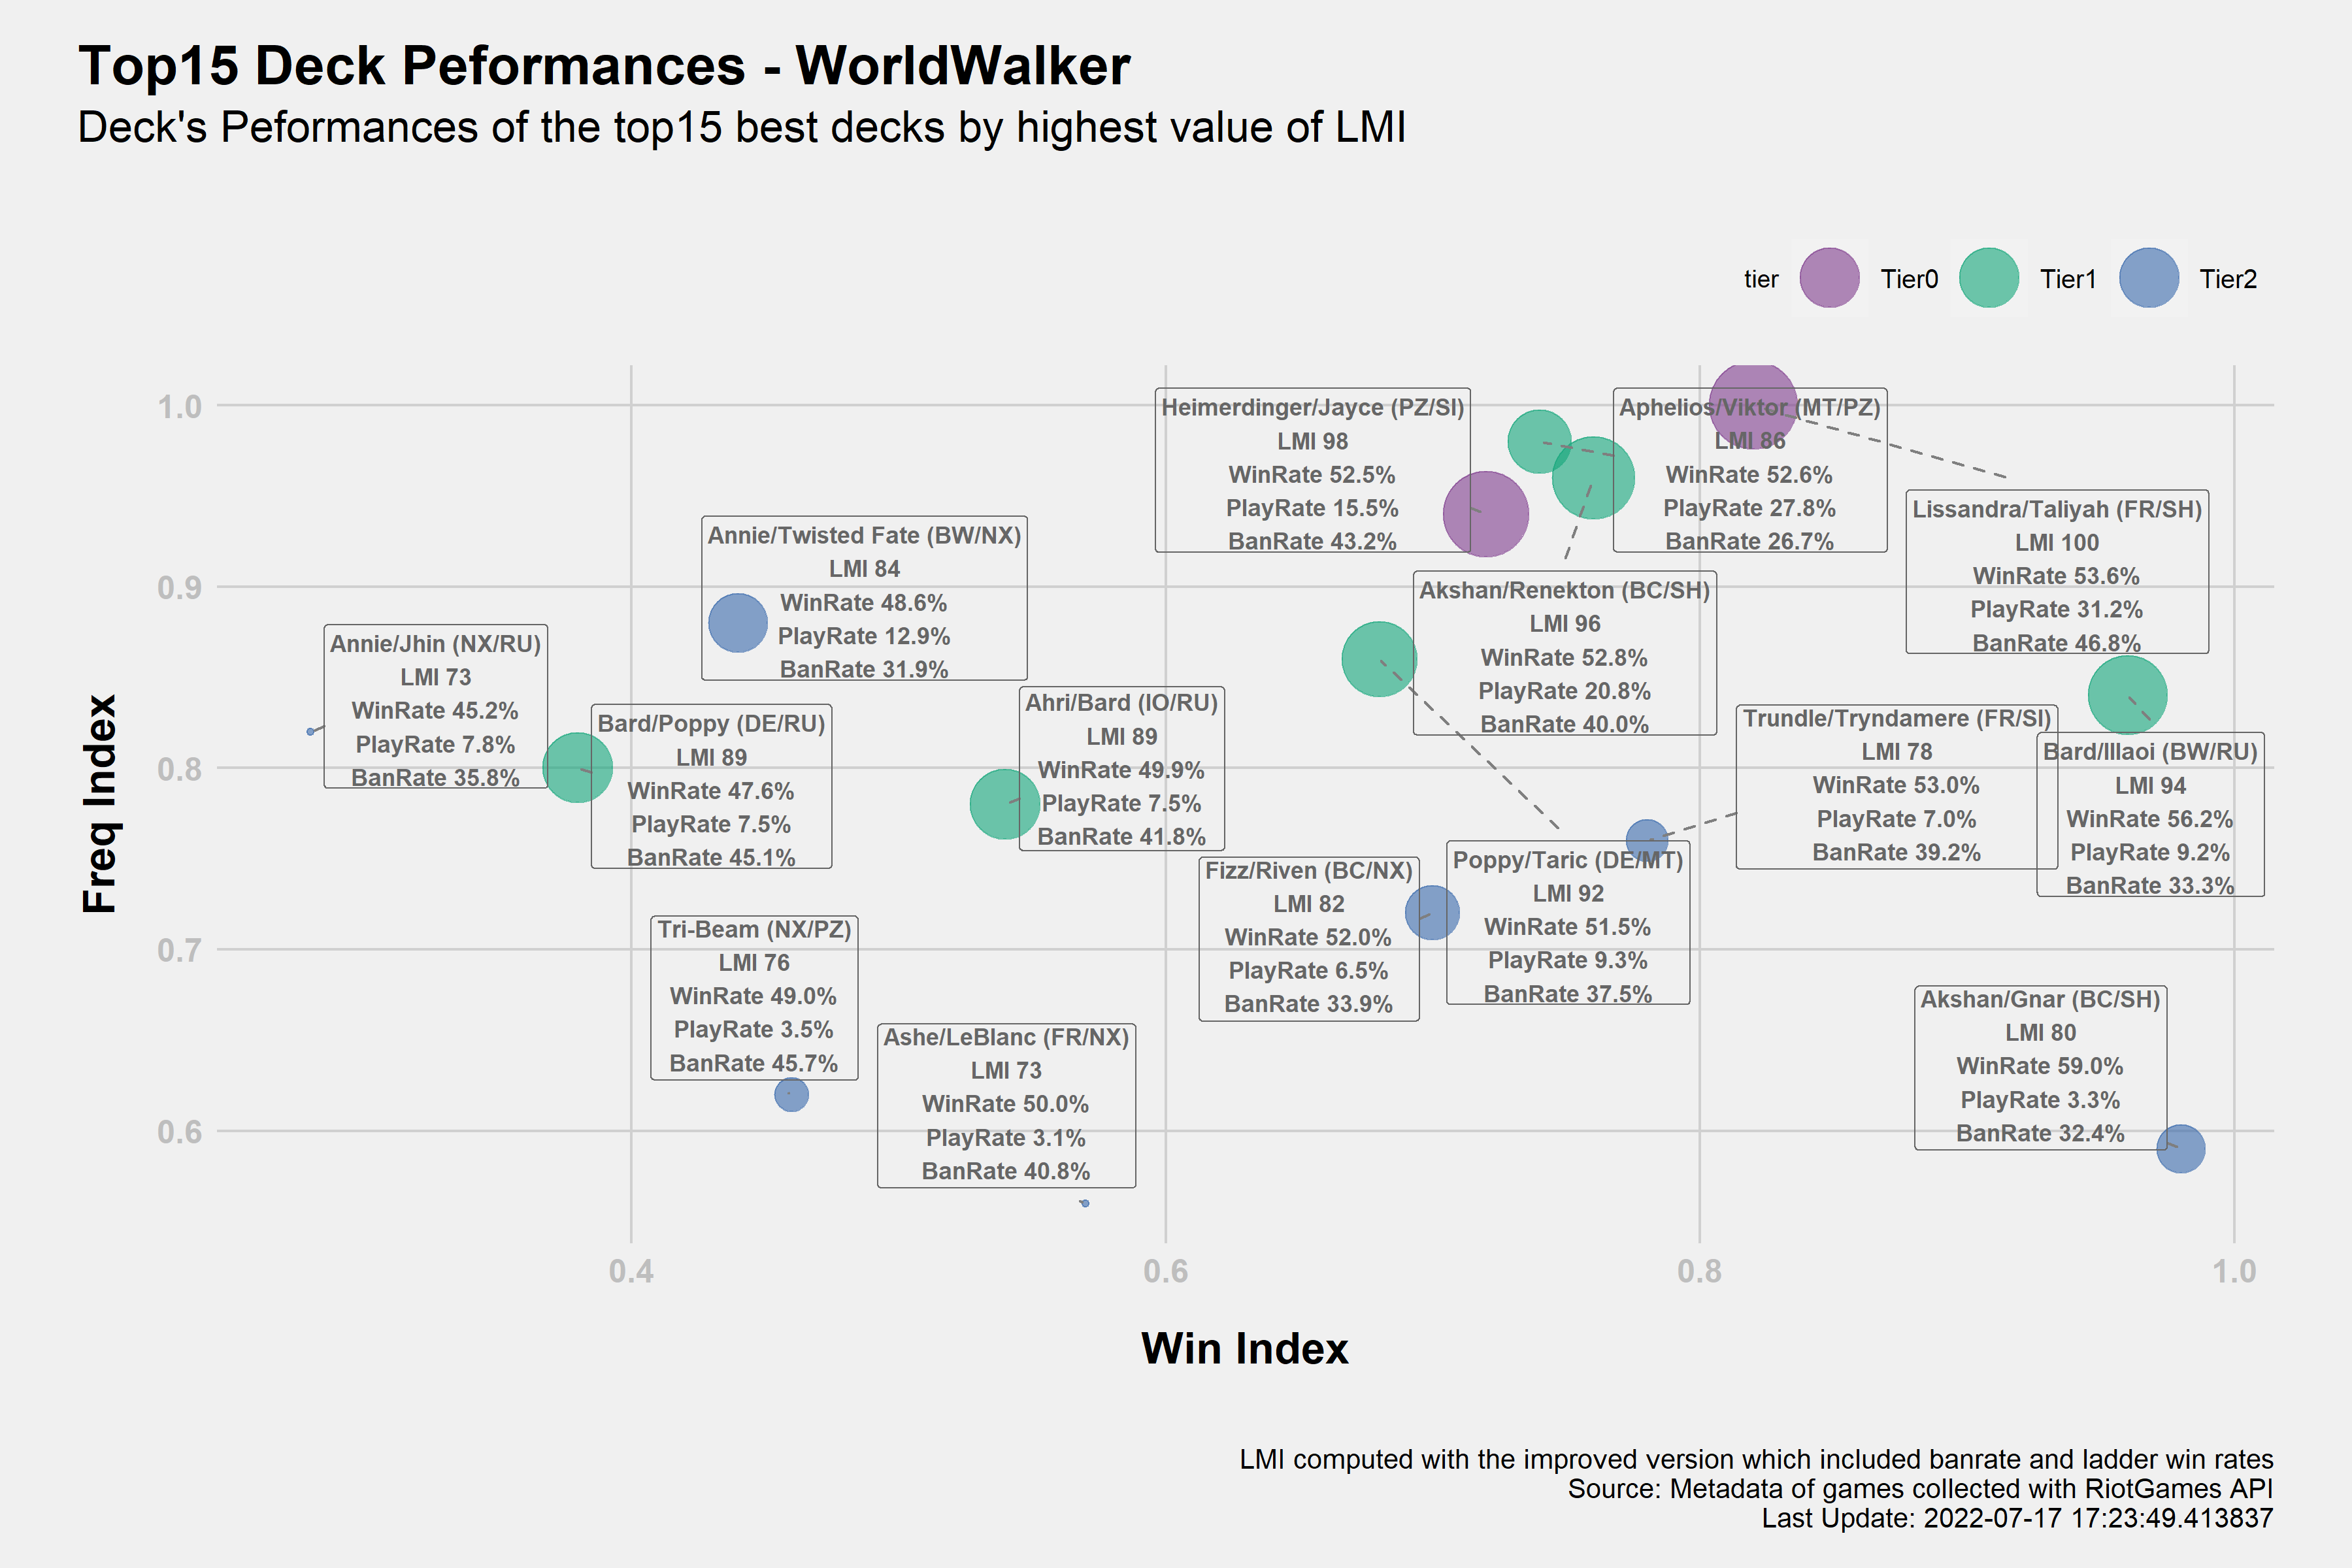 Top15 Deck Peformances - WorldWalker
Deck's Peformances of the top15 best decks by highest value of LMI
tier Tier0 Tier1 Tier2
Freq Index
1.0
0.9
0.8
0.7
0.6
Heimerdinger/Jayce (PZ/SI)
LMI 98
WinRate 52.5%
PlayRate 15.5%
BanRate 43.2%
Aphelios/Viktor (MT/PZ)
LMI 86
WinRate 52.6%
PlayRate 27.8%
BanRate 26.7%
Lissandra/Taliyah (FR/SH)
LMI 100
WinRate 53.6%
PlayRate 31.2%
BanRate 46.8%
Annie/Twisted Fate (BW/NX)
LMI 84
WinRate 48.6%
PlayRate 12.9%
BanRate 31.9%
Akshan/Renekton (BC/SH)
LMI 96
WinRate 52.8%
PlayRate 20.8%
BanRate 40.0%
Annie/Jhin (NX/RU)
LMI 73
WinRate 45.2%
PlayRate 7.8%
BanRate 35.8%
Bard/Poppy (DE/RU)
LMI 89
WinRate 47.6%
PlayRate 7.5%
BanRate 45.1%
Ahri/Bard (IO/RU)
LMI 89
WinRate 49.9%
PlayRate 7.5%
BanRate 41.8%
Trundle/Tryndamere (FR/SI)
LMI 78
WinRate 53.0%
PlayRate 7.0%
BanRate 39.2%
Bard/Illaoi (BW/RU)
LMI 94
WinRate 56.2%
PlayRate 9.2%
BanRate 33.3%
Fizz/Riven (BC/NX)
LMI 82
WinRate 52.0%
PlayRate 6.5%
BanRate 33.9%
Poppy/Taric (DE/MT)
LMI 92
WinRate 51.5%
PlayRate 9.3%
BanRate 37.5%
Tri-Beam (NX/PZ)
LMI 76
WinRate 49.0%
PlayRate 3.5%
BanRate 45.7%
Ashe/LeBlanc (FR/NX)
LMI 73
WinRate 50.0%
PlayRate 3.1%
BanRate 40.8%
Akshan/Gnar (BC/SH)
LMI 80
WinRate 59.0%
PlayRate 3.3%
BanRate 32.4%
0.4 0.6 0.8 1.0
Win Index
LMI computed with the improved version which included banrate and ladder win rates
Source: Metadata of games collected with RiotGames API
Last Update: 2022-07-17 17:23:49.413837